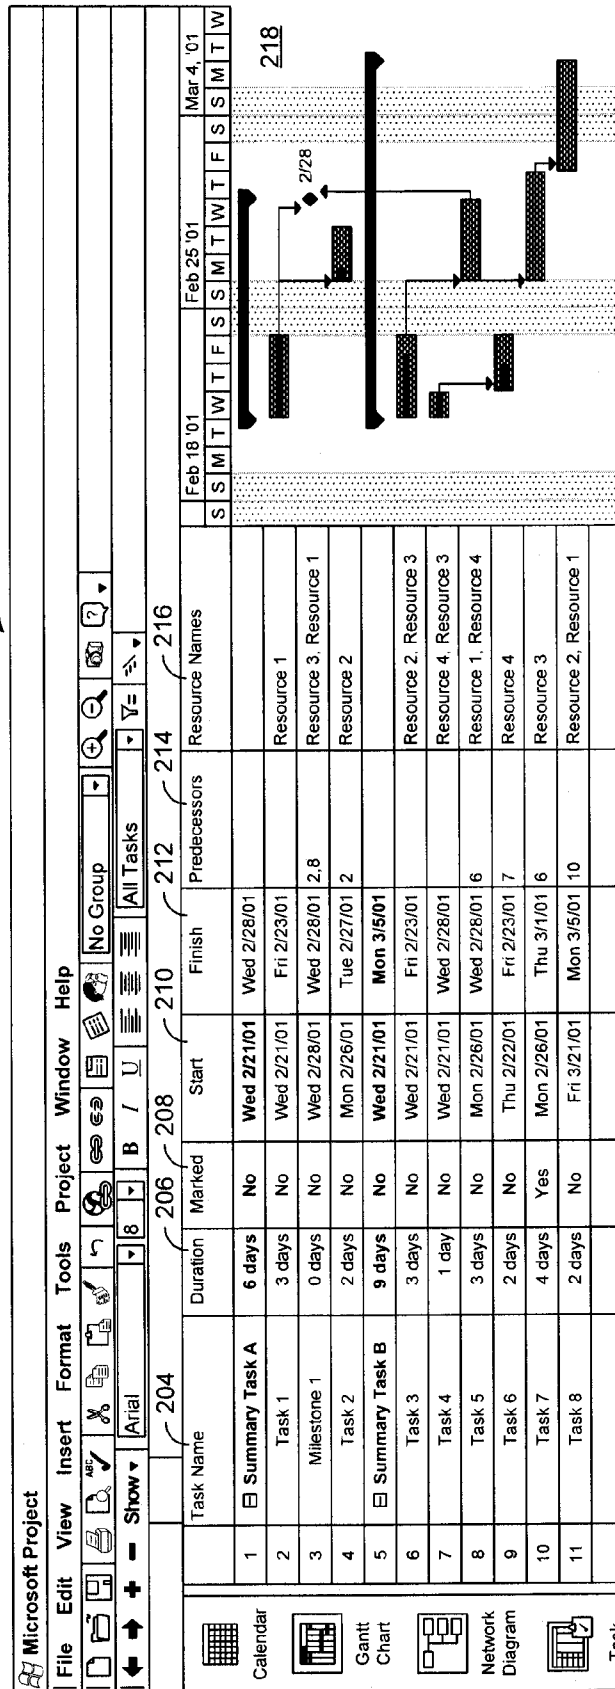 Microsoft Project
File Edit View Insert Format Tools Project Window Help
ABC No Group ?
Show Arial 8 B I U All Tasks
204 206 208 210 212 214 216
Task Name Duration Marked Start Finish Predecessors Resource Names Feb 18 '01 Feb 25 '01 Mar 4, '01
S S M T W T F S S M T W T F S S M T W
1 Summary Task A 6 days No Wed 2/21/01 Wed 2/28/01
2 Task 1 3 days No Wed 2/21/01 Fri 2/23/01 Resource 1
3 Milestone 1 0 days No Wed 2/28/01 Wed 2/28/01 2,8 Resource 3, Resource 1 2/28
4 Task 2 2 days No Mon 2/26/01 Tue 2/27/01 2 Resource 2
5 Summary Task B 9 days No Wed 2/21/01 Mon 3/5/01
6 Task 3 3 days No Wed 2/21/01 Fri 2/23/01 Resource 2, Resource 3
7 Task 4 1 day No Wed 2/21/01 Wed 2/28/01 Resource 4, Resource 3
8 Task 5 3 days No Mon 2/26/01 Wed 2/28/01 6 Resource 1, Resource 4
9 Task 6 2 days No Thu 2/22/01 Fri 2/23/01 7 Resource 4
10 Task 7 4 days Yes Mon 2/26/01 Thu 3/1/01 6 Resource 3
11 Task 8 2 days No Fri 3/21/01 Mon 3/5/01 10 Resource 2, Resource 1
218
Calendar
Gantt
Chart
Network
Diagram